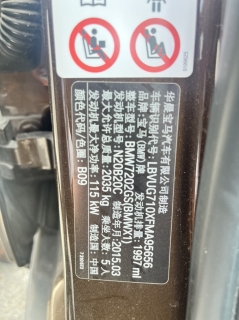 华晨宝马汽车有限公司制造
车辆识别代号: LBVUG710XFMA95656
品牌: 宝马(BMW)牌 发动机排量: 1997 ml
型号: BMW7202GS(BMWX1)
发动机型号: N20B20C 制造年月: 2015.03
最大允许总质量: 2035 kg 乘坐人数: 5 人
发动机最大净功率: 115 kW 制造国: 中国
颜色代码/色漆: B09